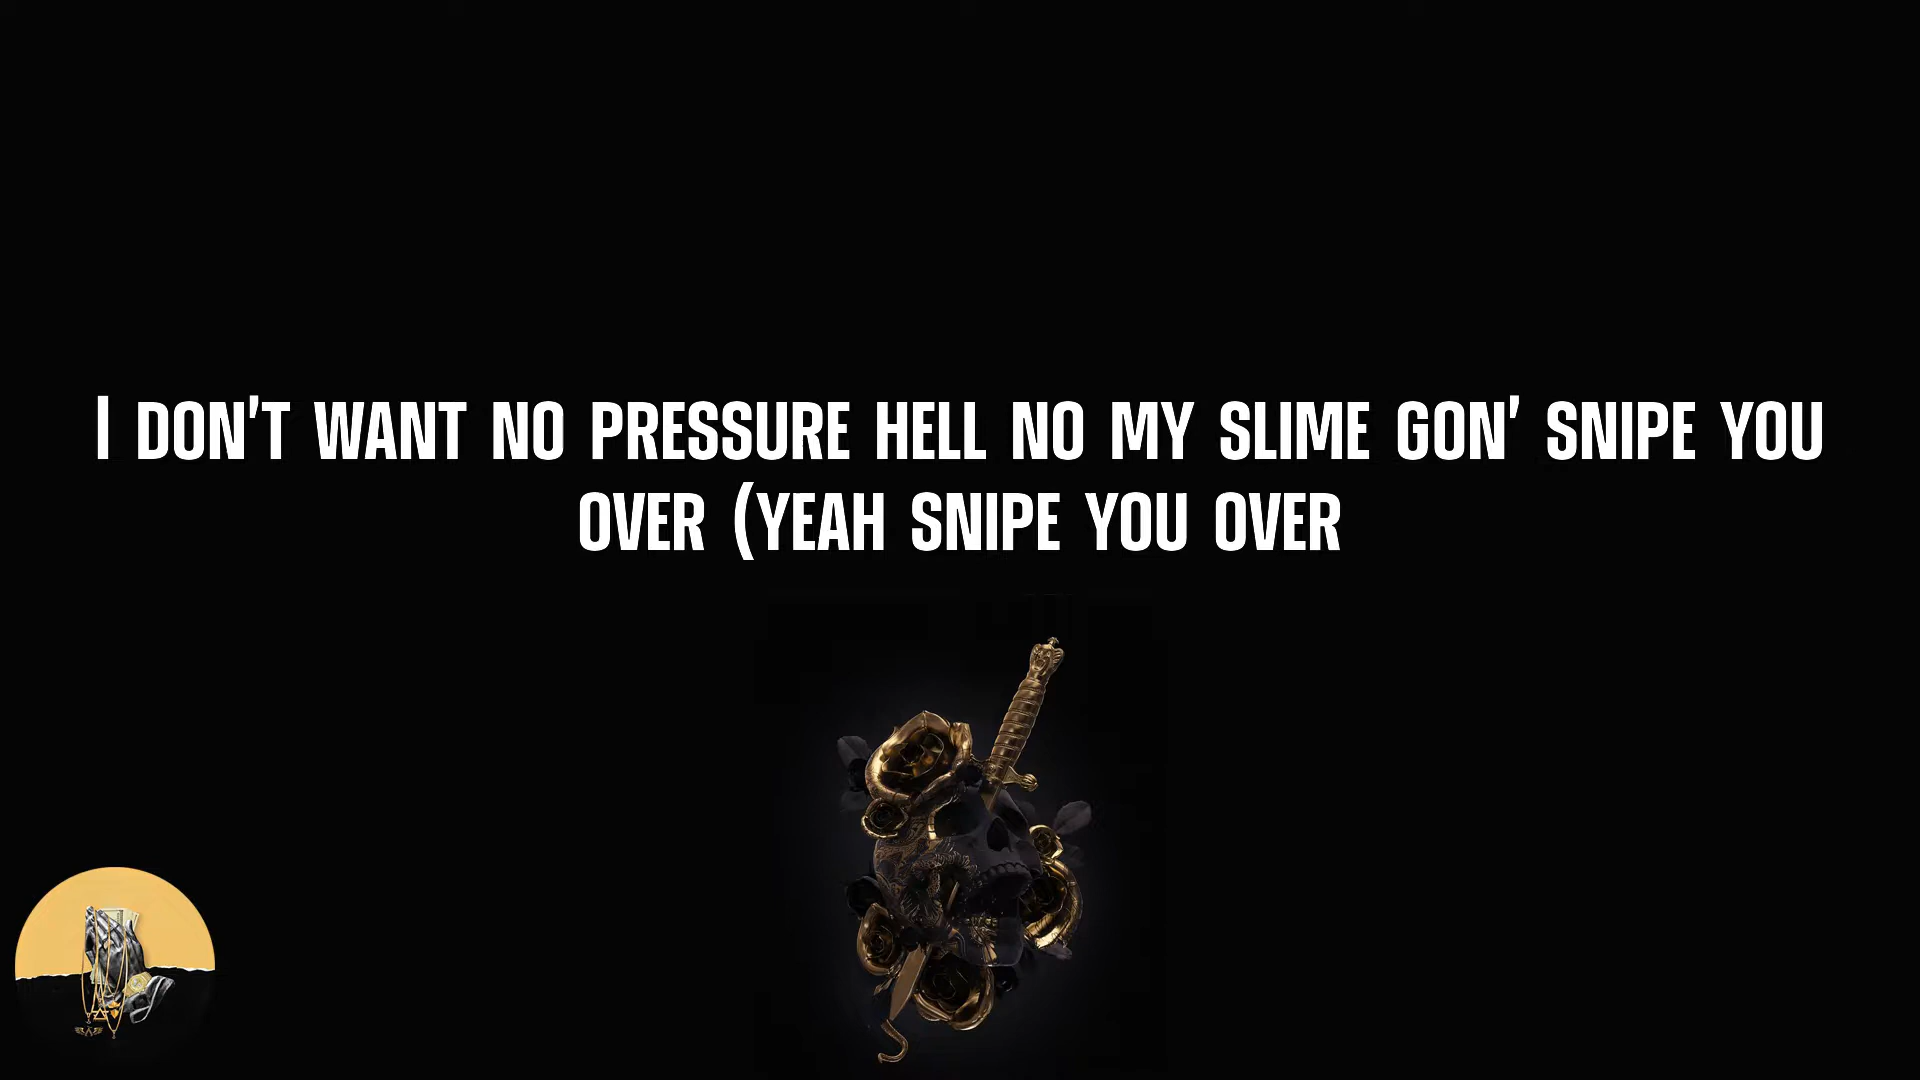 I DON'T WANT NO PRESSURE HELL NO MY SLIME GON' SNIPE YOU
OVER (YEAH SNIPE YOU OVER